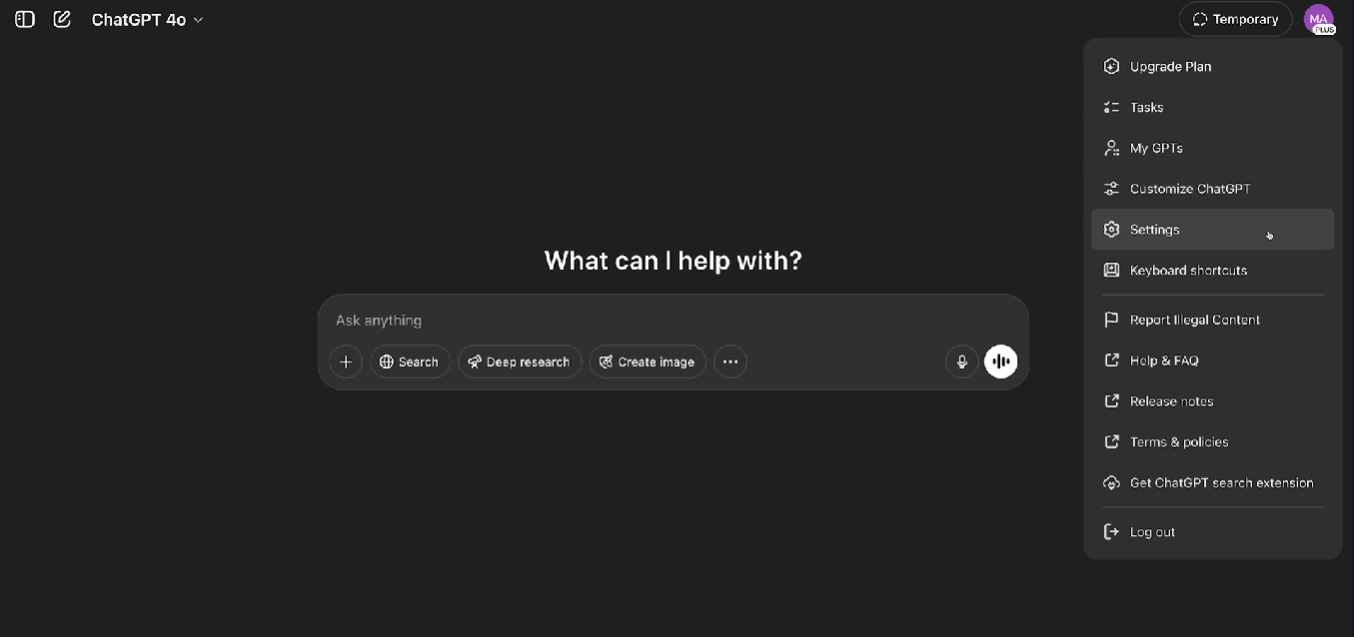 ChatGPT 4o
Temporary
MA
PLUS
Upgrade Plan
Tasks
My GPTs
Customize ChatGPT
Settings
Keyboard shortcuts
Report Illegal Content
Help & FAQ
Release notes
Terms & policies
Get ChatGPT search extension
Log out
What can I help with?
Ask anything
Search
Deep research
Create image